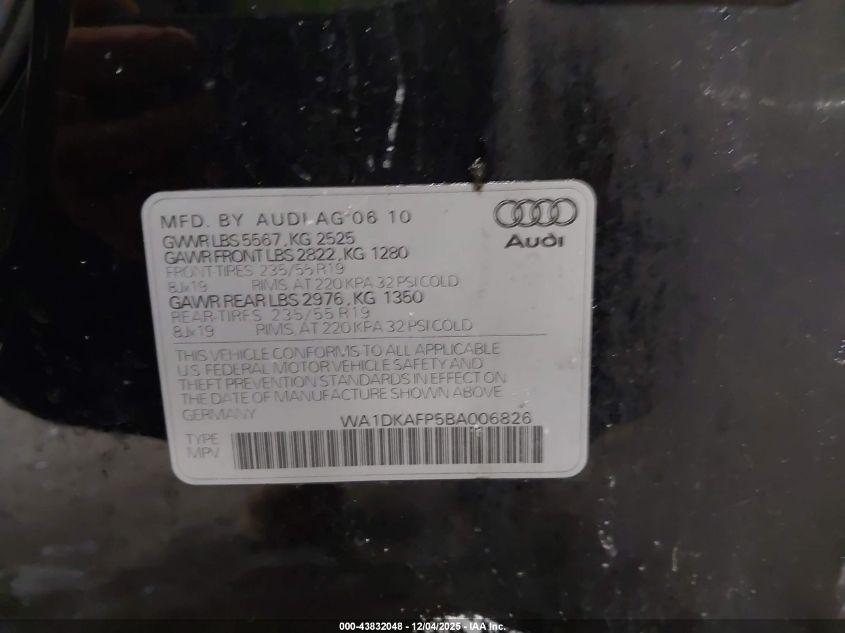 MFD. BY AUDI AG 06 10
GVWR LBS 5567, KG 2525
GAWR FRONT LBS 2822, KG 1280
FRONT-TIRES 235/55 R19
8Jx19 RIMS, AT 220 KPA 32 PSI COLD
GAWR REAR LBS 2976, KG 1350
REAR-TIRES 235/55 R19
8Jx19 RIMS, AT 220 KPA 32 PSI COLD
Audi
THIS VEHICLE CONFORMS TO ALL APPLICABLE
U.S. FEDERAL MOTOR VEHICLE SAFETY AND
THEFT PREVENTION STANDARDS IN EFFECT ON
THE DATE OF MANUFACTURE SHOWN ABOVE
GERMANY WA1DKAFP5BA006826
TYPE
MPV
000-43832048 - 12/04/2025 - IAA Inc.